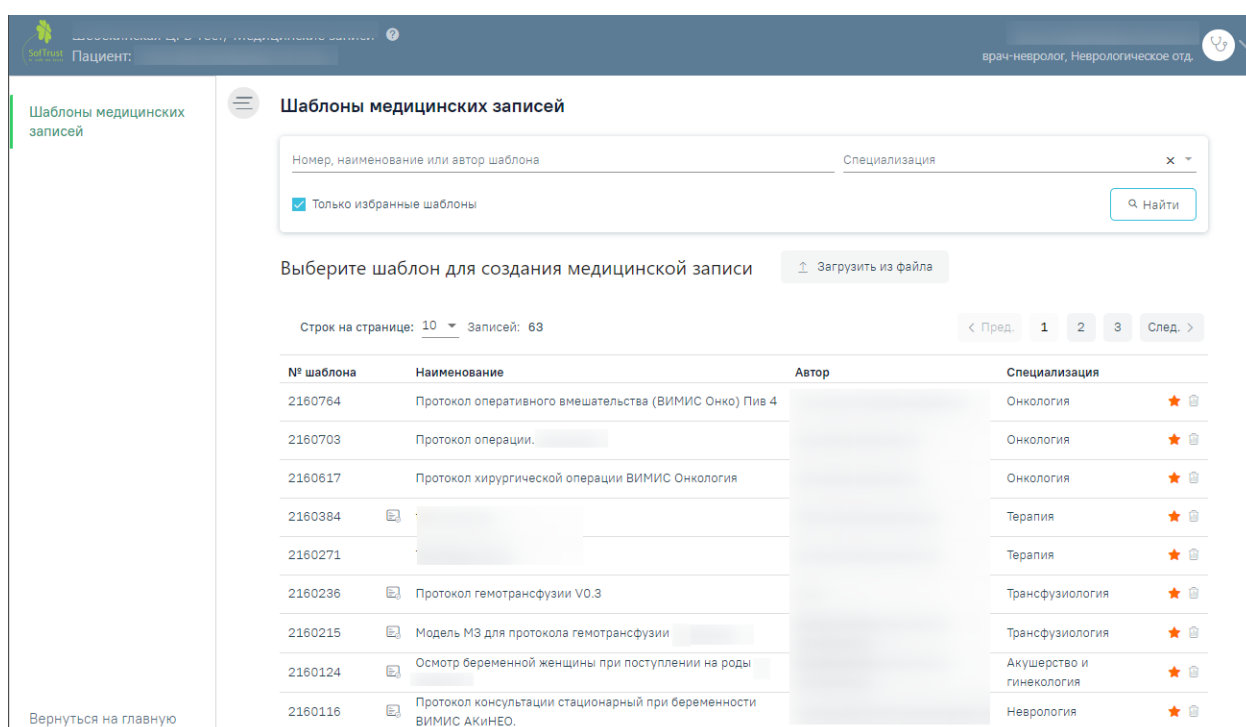 SofTrust
Медицинские записи
Пациент:
врач-невролог, Неврологическое отд.
Шаблоны медицинских
записей
Шаблоны медицинских записей
Номер, наименование или автор шаблона
Специализация
Только избранные шаблоны
Найти
Выберите шаблон для создания медицинской записи
Загрузить из файла
Строк на странице: 10 Записей: 63
Пред. 1 2 3 След.
№ шаблона Наименование Автор Специализация
2160764 Протокол оперативного вмешательства (ВИМИС Онко) Пив 4 Онкология
2160703 Протокол операции. Онкология
2160617 Протокол хирургической операции ВИМИС Онкология Онкология
2160384 Терапия
2160271 Терапия
2160236 Протокол гемотрансфузии V0.3 Трансфузиология
2160215 Модель МЗ для протокола гемотрансфузии Трансфузиология
2160124 Осмотр беременной женщины при поступлении на роды Акушерство и
гинекология
2160116 Протокол консультации стационарный при беременности
ВИМИС АКиНЕО. Неврология
Вернуться на главную